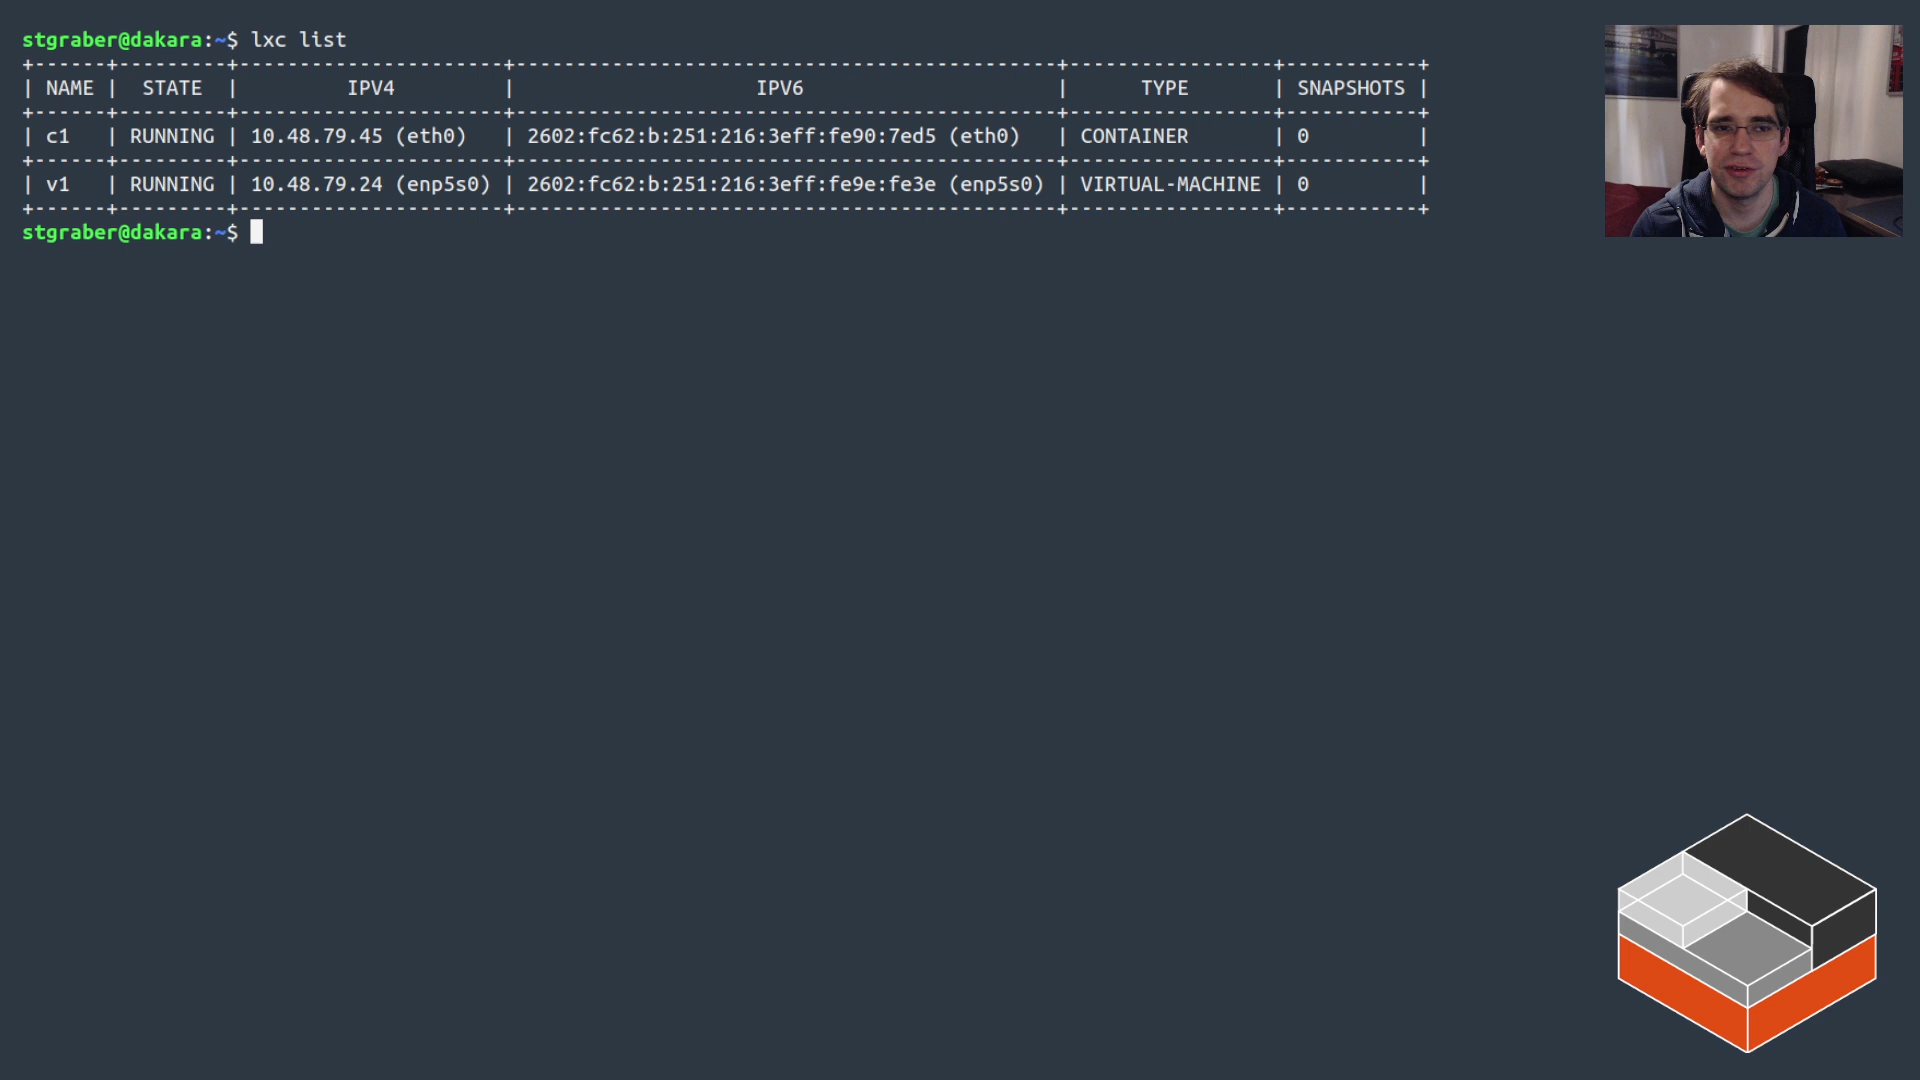 stgraber@dakara:~$ lxc list
+------+---------+----------------------+---------------------------------------------+-----------------+-----------+
| NAME |  STATE  |         IPV4         |                    IPV6                     |      TYPE       | SNAPSHOTS |
+------+---------+----------------------+---------------------------------------------+-----------------+-----------+
| c1   | RUNNING | 10.48.79.45 (eth0)   | 2602:fc62:b:251:216:3eff:fe90:7ed5 (eth0)   | CONTAINER       | 0         |
+------+---------+----------------------+---------------------------------------------+-----------------+-----------+
| v1   | RUNNING | 10.48.79.24 (enp5s0) | 2602:fc62:b:251:216:3eff:fe9e:fe3e (enp5s0) | VIRTUAL-MACHINE | 0         |
+------+---------+----------------------+---------------------------------------------+-----------------+-----------+
stgraber@dakara:~$